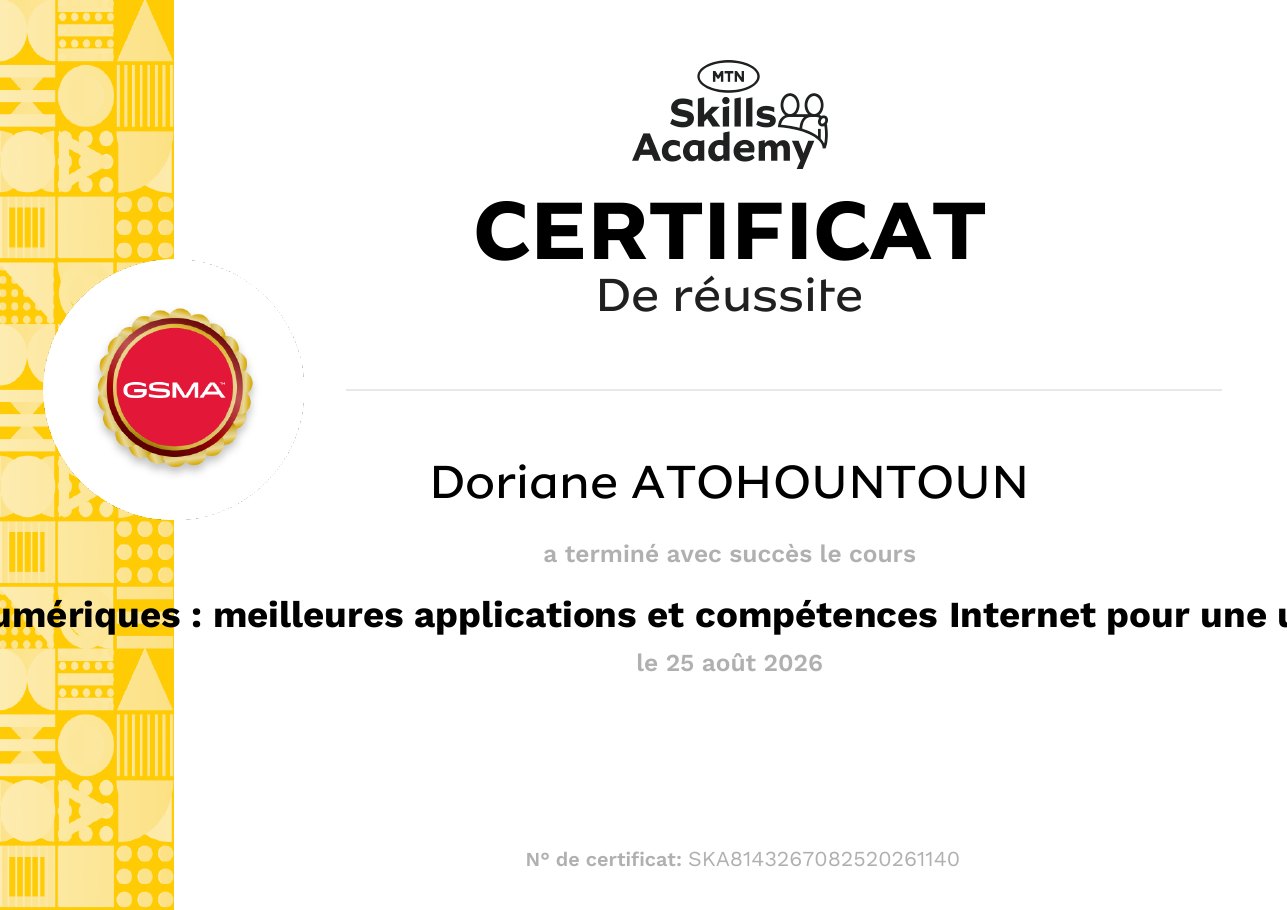 MTN
Skills
Academy
CERTIFICAT
De réussite
GSMA™
Doriane ATOHOUNTOUN
a terminé avec succès le cours
umériques : meilleures applications et compétences Internet pour une
le 25 août 2026
N° de certificat: SKA8143267082520261140